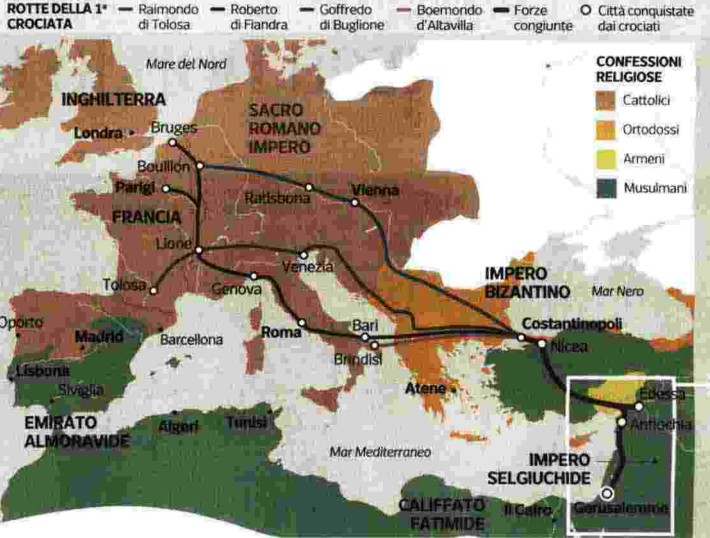 ROTTE DELLA 1ª
CROCIATA
Raimondo
di Tolosa
Roberto
di Fiandra
Goffredo
di Buglione
Boemondo
d'Altavilla
Forze
congiunte
Città conquistate
dai crociati
CONFESSIONI
RELIGIOSE
Cattolici
Ortodossi
Armeni
Musulmani
Mare del Nord
INGHILTERRA
Londra
Bruges
SACRO
ROMANO
IMPERO
Bouillon
Parigi
Ratisbona
Vienna
FRANCIA
Lione
Venezia
Tolosa
Genova
IMPERO
BIZANTINO
Mar Nero
Oporto
Madrid
Barcellona
Roma
Bari
Brindisi
Costantinopoli
Nicea
Lisbona
Siviglia
Atene
Edessa
Antiochia
EMIRATO
ALMORAVIDE
Algeri
Tunisi
Mar Mediterraneo
IMPERO
SELGIUCHIDE
CALIFFATO
FATIMIDE
Il Cairo
Gerusalemme